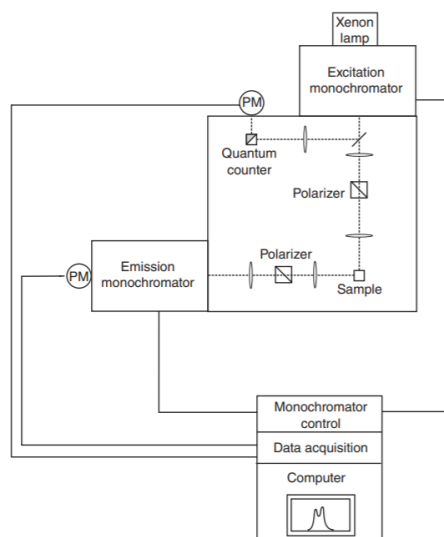 Xenon
lamp
Excitation
monochromator
PM
Quantum
counter
Polarizer
Emission
monochromator
PM
Polarizer
Sample
Monochromator
control
Data acquisition
Computer